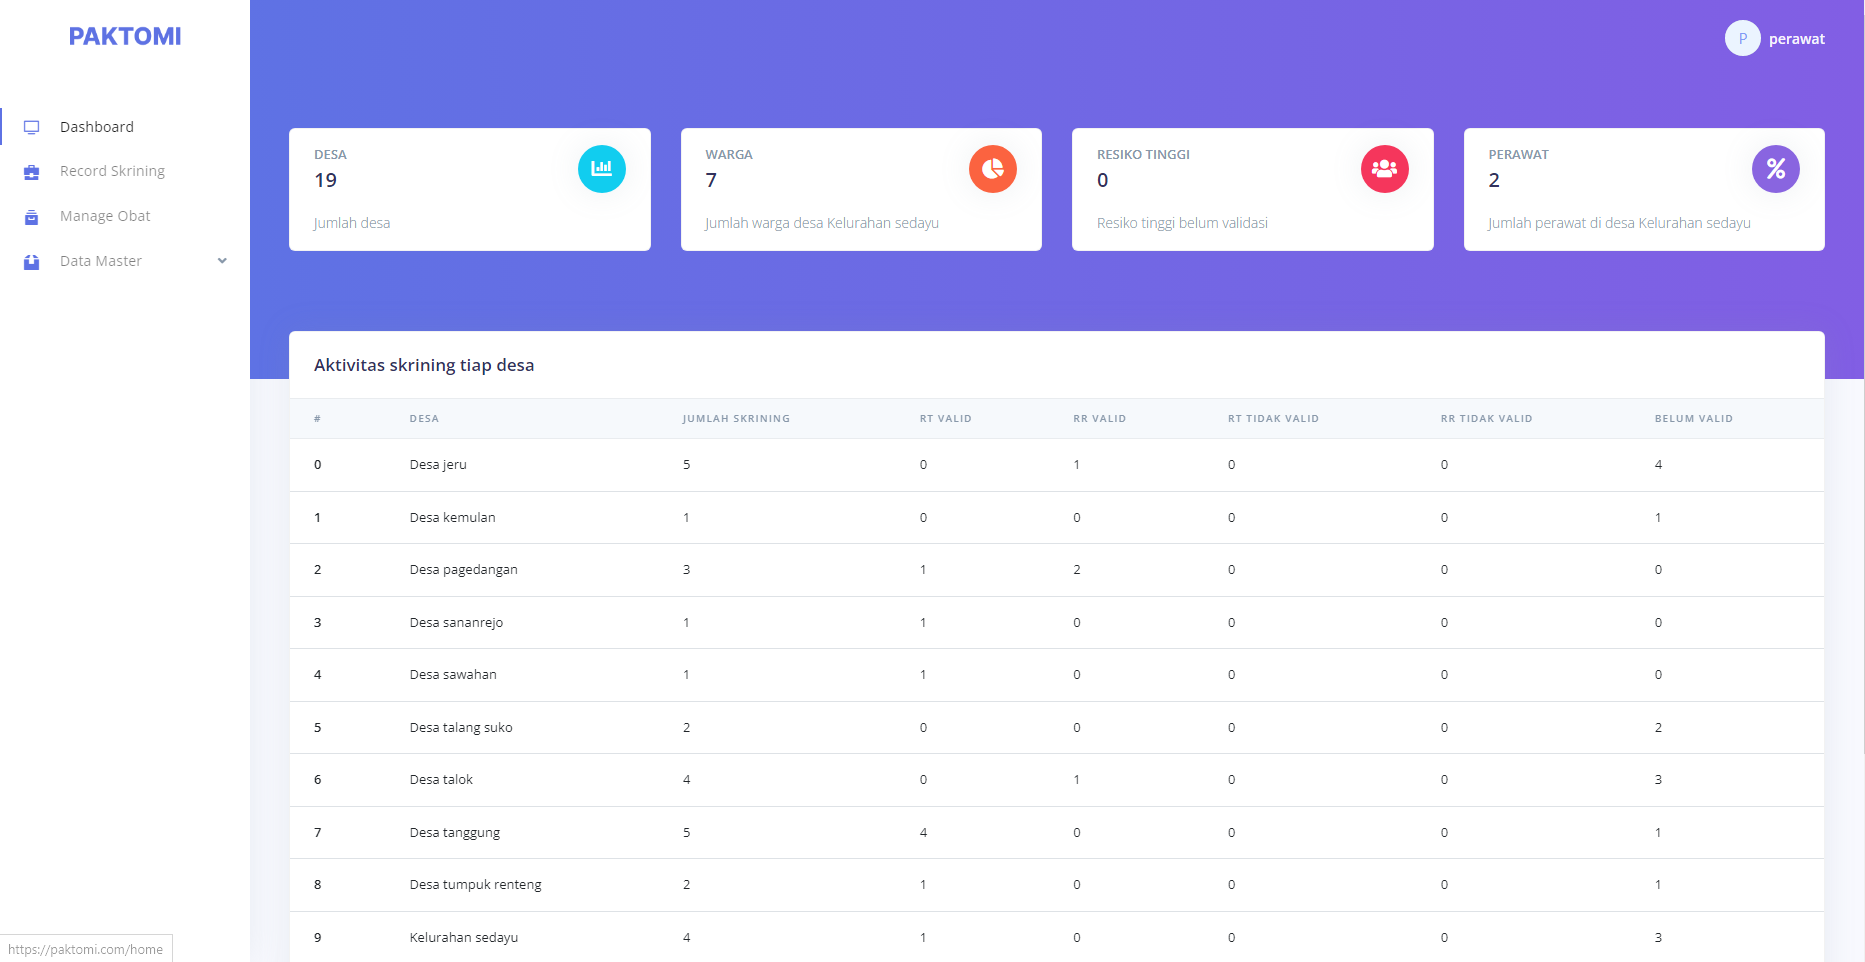 PAKTOMI
P perawat
Dashboard
Record Skrining
Manage Obat
Data Master
DESA
19
Jumlah desa
WARGA
7
Jumlah warga desa Kelurahan sedayu
RESIKO TINGGI
0
Resiko tinggi belum validasi
PERAWAT
2
Jumlah perawat di desa Kelurahan sedayu
Aktivitas skrining tiap desa
# DESA JUMLAH SKRINING RT VALID RR VALID RT TIDAK VALID RR TIDAK VALID BELUM VALID
0 Desa jeru 5 0 1 0 0 4
1 Desa kemulan 1 0 0 0 0 1
2 Desa pagedangan 3 1 2 0 0 0
3 Desa sananrejo 1 1 0 0 0 0
4 Desa sawahan 1 1 0 0 0 0
5 Desa talang suko 2 0 0 0 0 2
6 Desa talok 4 0 1 0 0 3
7 Desa tanggung 5 4 0 0 0 1
8 Desa tumpuk renteng 2 1 0 0 0 1
9 Kelurahan sedayu 4 1 0 0 0 3
https://paktomi.com/home